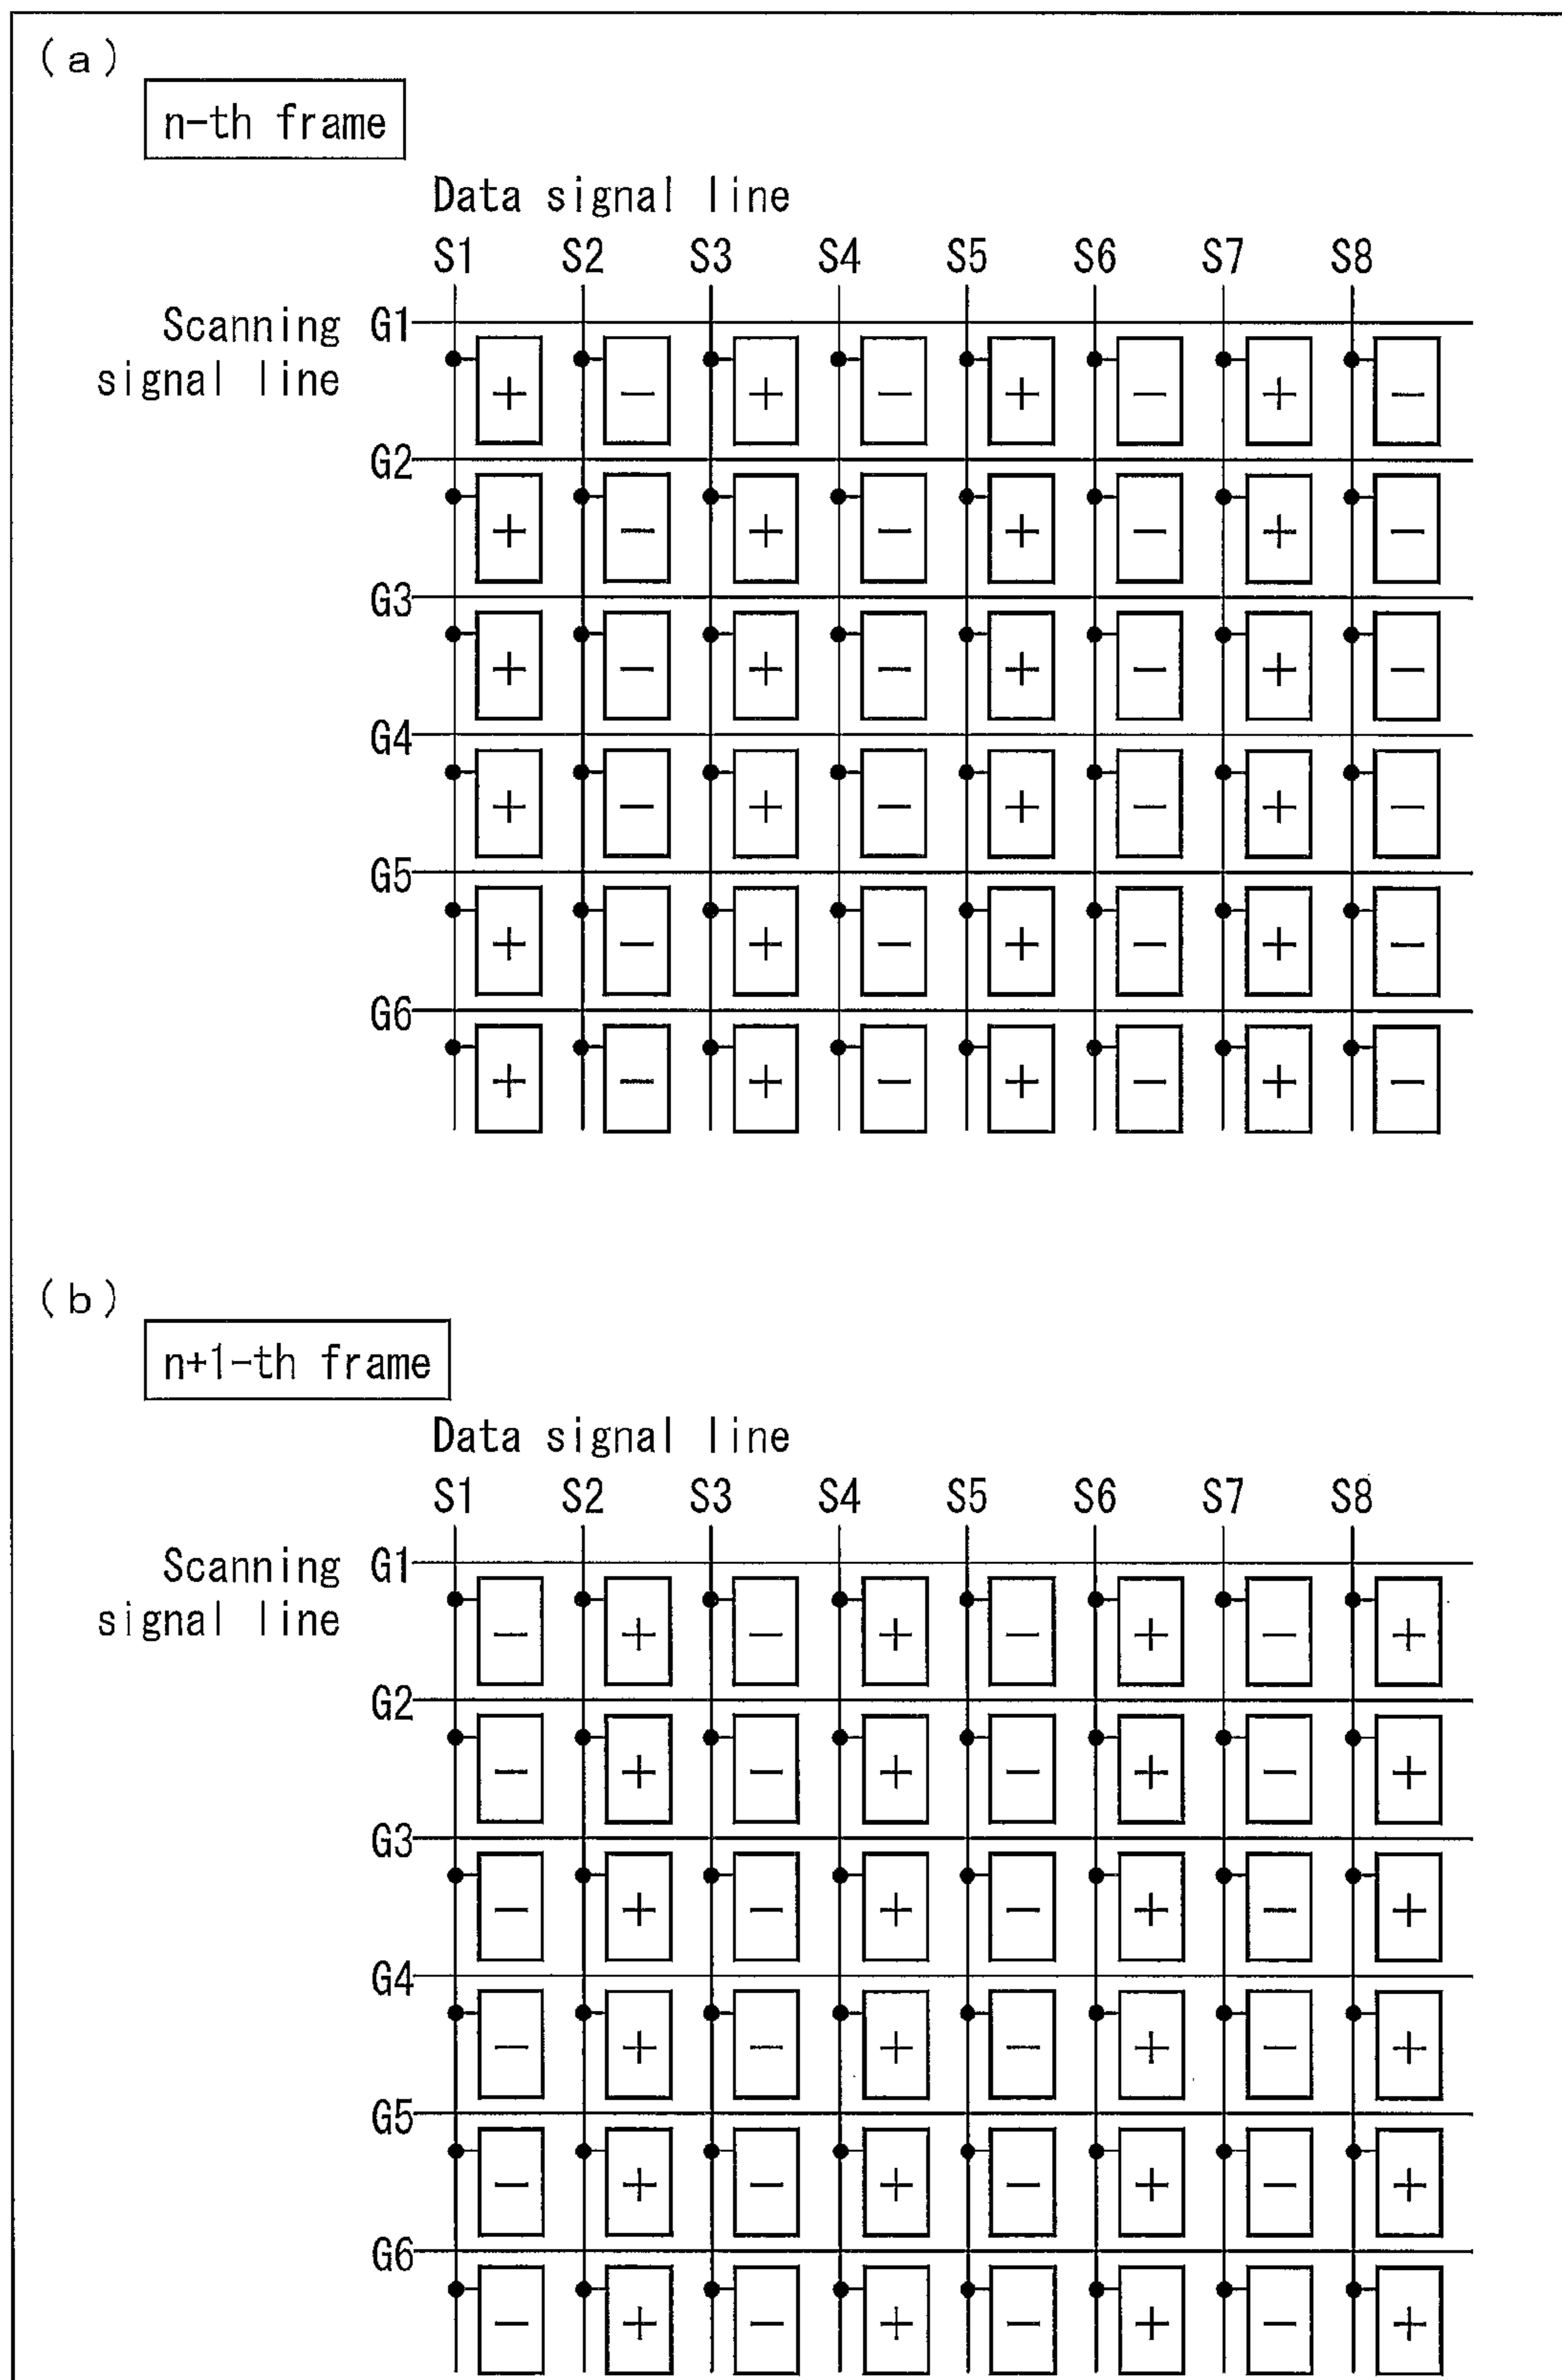 (a)
n-th frame
Data signal line
S1 S2 S3 S4 S5 S6 S7 S8
Scanning G1
signal line
+ − + − + − + −
G2
+ − + − + − + −
G3
+ − + − + − + −
G4
+ − + − + − + −
G5
+ − + − + − + −
G6
+ − + − + − + −
(b)
n+1-th frame
Data signal line
S1 S2 S3 S4 S5 S6 S7 S8
Scanning G1
signal line
− + − + − + − +
G2
− + − + − + − +
G3
− + − + − + − +
G4
− + − + − + − +
G5
− + − + − + − +
G6
− + − + − + − +